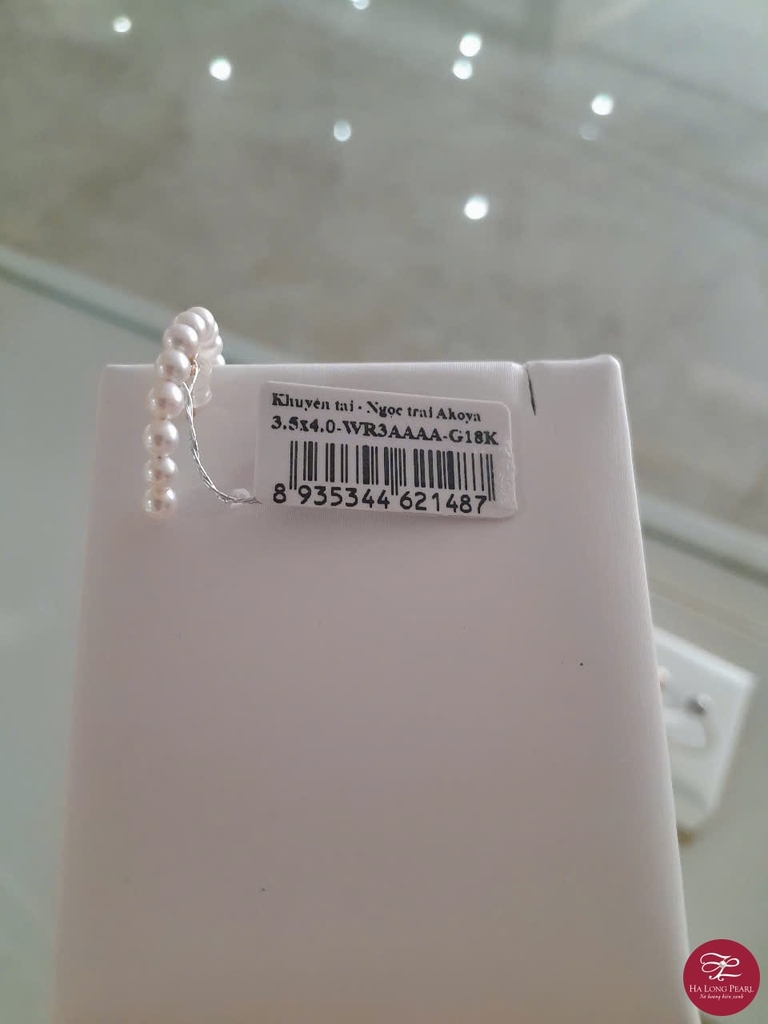 Khuyên tai - Ngọc trai Akoya
3.5x4.0-WR3AAAA-G18K
8 935344 621487
HA LONG PEARL